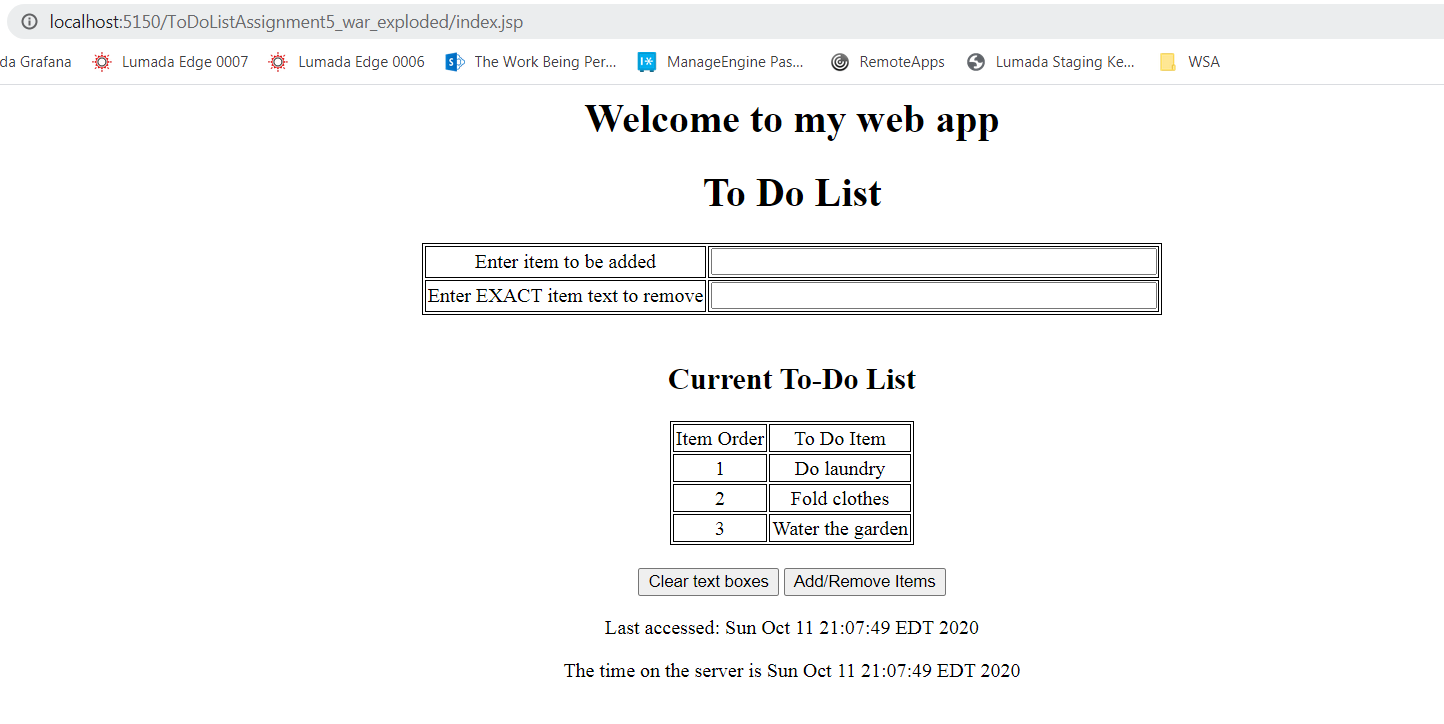 localhost:5150/ToDoListAssignment5_war_exploded/index.jsp
da Grafana Lumada Edge 0007 Lumada Edge 0006 The Work Being Per... ManageEngine Pas... RemoteApps Lumada Staging Ke... WSA
Welcome to my web app
To Do List
Enter item to be added
Enter EXACT item text to remove
Current To-Do List
Item Order To Do Item
1 Do laundry
2 Fold clothes
3 Water the garden
Clear text boxes Add/Remove Items
Last accessed: Sun Oct 11 21:07:49 EDT 2020
The time on the server is Sun Oct 11 21:07:49 EDT 2020